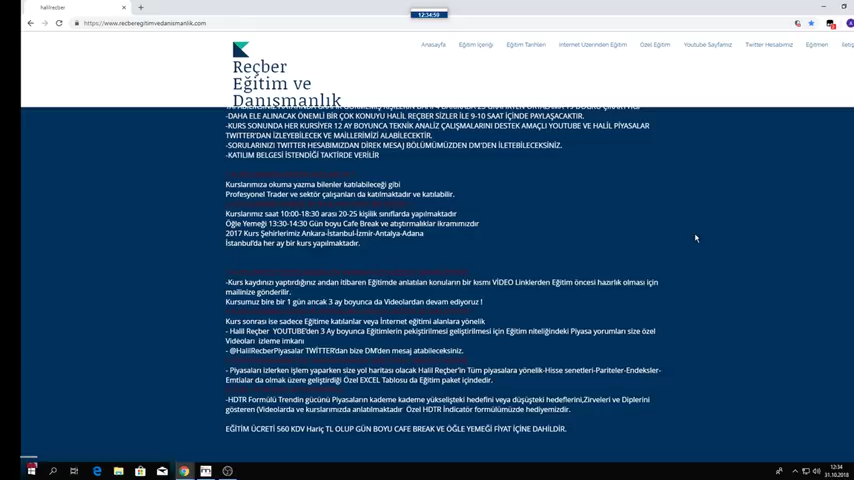 halilrecber
12:34:59
https://www.recberegitimvedanismanlik.com
Reçber
Eğitim ve
Danışmanlık
Anasayfa Eğitim İçeriği Eğitim Tarihleri Internet Üzerinden Eğitim Özel Eğitim Youtube Sayfamız Twitter Hesabımız Eğitmen İletiş
-DAHA ELE ALINACAK ÖNEMLİ BİR ÇOK KONUYU HALİL REÇBER SİZLER İLE 9-10 SAAT İÇİNDE PAYLAŞACAKTIR.
-KURS SONUNDA HER KURSİYER 12 AY BOYUNCA TEKNİK ANALİZ ÇALIŞMALARINI DESTEK AMAÇLI YOUTUBE VE HALİL PİYASALAR
TWITTER'DAN İZLEYEBİLECEK VE MAİLLERİMİZİ ALABİLECEKTİR.
-SORULARINIZI TWITTER HESABIMIZDAN DİREK MESAJ BÖLÜMÜMÜZDEN DM'DEN İLETEBİLECEKSİNİZ.
-KATILIM BELGESİ İSTENDİĞİ TAKTİRDE VERİLİR
Kurslarımıza okuma yazma bilenler katılabileceği gibi
Profesyonel Trader ve sektör çalışanları da katılmaktadır ve katılabilir.
Kurslarımız saat 10:00-18:30 arası 20-25 kişilik sınıflarda yapılmaktadır
Öğle Yemeği 13:30-14:30 Gün boyu Cafe Break ve atıştırmalıklar ikramımızdır
2017 Kurs Şehirlerimiz Ankara-İstanbul-İzmir-Antalya-Adana
İstanbul'da her ay bir kurs yapılmaktadır.
-Kurs kaydınızı yaptırdığınız andan itibaren Eğitimde anlatılan konuların bir kısmı VİDEO Linklerden Eğitim öncesi hazırlık olması için
mailinize gönderilir.
Kursumuz bire bir 1 gün ancak 3 ay boyunca da Videolardan devam ediyoruz !
Kurs sonrası ise sadece Eğitime katılanlar veya İnternet eğitimi alanlara yönelik
- Halil Reçber YOUTUBE'den 3 Ay boyunca Eğitimlerin pekiştirilmesi geliştirilmesi için Eğitim niteliğindeki Piyasa yorumları size özel
Videoları izleme imkanı
- @HalilRecberPiyasalar TWİTTER'dan bize DM'den mesaj atabileceksiniz.
- Piyasaları izlerken işlem yaparken size yol haritası olacak Halil Reçber'in Tüm piyasalara yönelik-Hisse senetleri-Pariteler-Endeksler-
Emtialar da olmak üzere geliştirdiği Özel EXCEL Tablosu da Eğitim paket içindedir.
-HDTR Formülü Trendin gücünü Piyasaların kademe kademe yükselişteki hedefini veya düşüşteki hedeflerini,Zirveleri ve Diplerini
gösteren (Videolarda ve kurslarımızda anlatılmaktadır Özel HDTR İndicatör formülümüzde hediyemizdir.
EĞİTİM ÜCRETİ 560 KDV Hariç TL OLUP GÜN BOYU CAFE BREAK VE ÖĞLE YEMEĞİ FİYAT İÇİNE DAHİLDİR.
12:34
31.10.2018